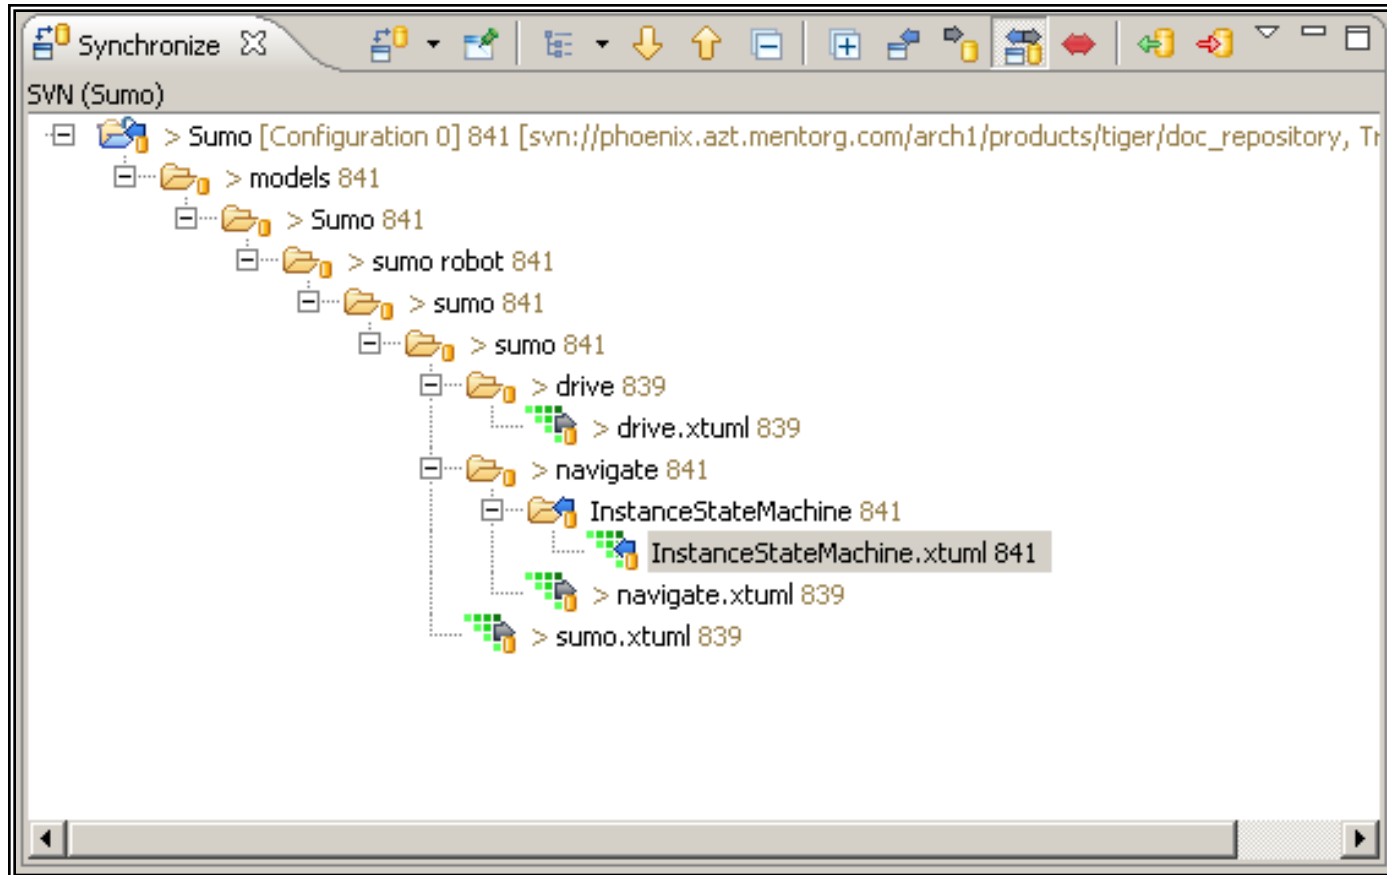 Synchronize
SVN (Sumo)
> Sumo [Configuration 0] 841 [svn://phoenix.azt.mentorg.com/arch1/products/tiger/doc_repository, Tr
> models 841
> Sumo 841
> sumo robot 841
> sumo 841
> sumo 841
> drive 839
> drive.xtuml 839
> navigate 841
InstanceStateMachine 841
InstanceStateMachine.xtuml 841
> navigate.xtuml 839
> sumo.xtuml 839